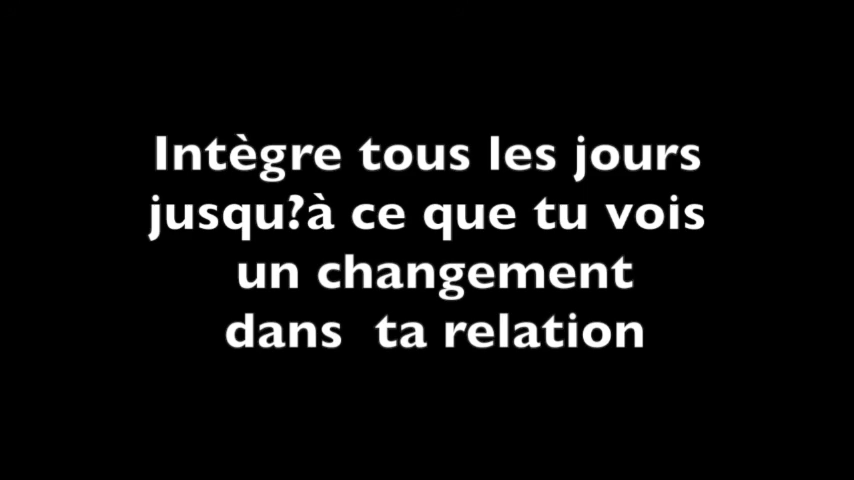 Intègre tous les jours
jusqu?à ce que tu vois
un changement
dans ta relation